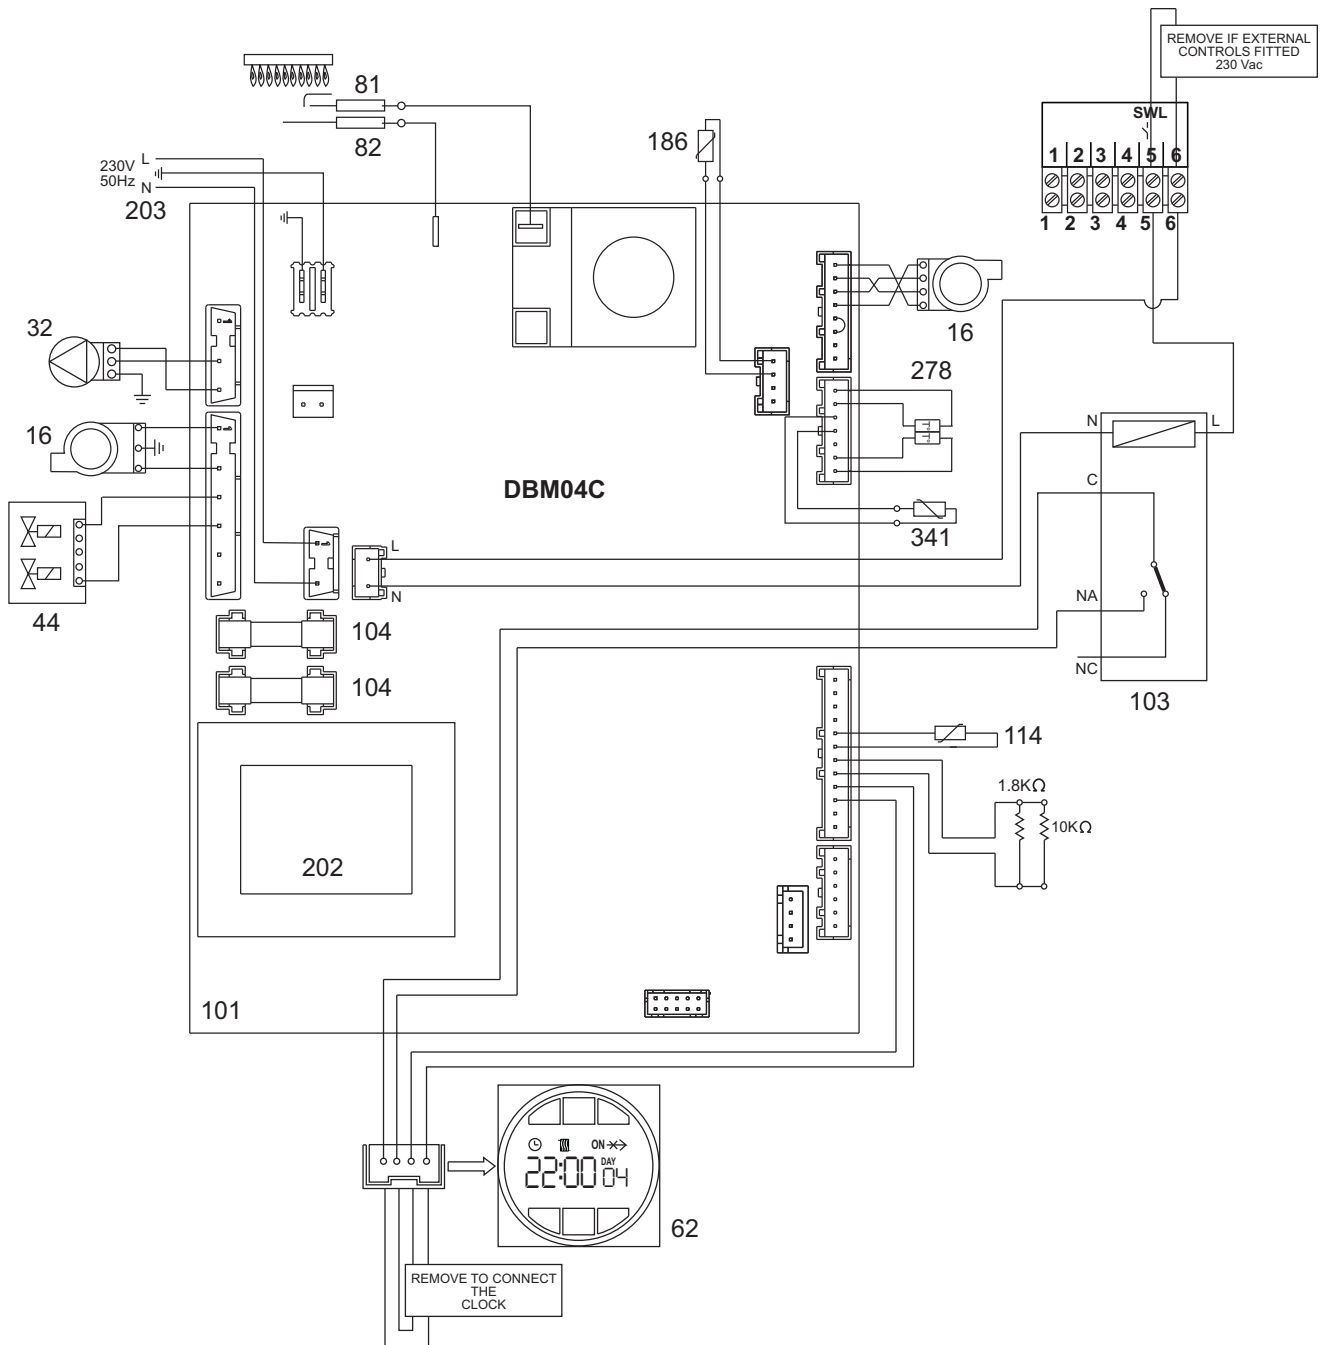 REMOVE IF EXTERNAL
CONTROLS FITTED
230 Vac
81
82
SWL
186
1 2 3 4 5 6
230V L
50Hz N
203
1 2 3 4 5 6
32
16
278
16
N L
DBM04C
C
341
L
44
N
NA
104
NC
104
103
114
1.8KΩ
10KΩ
202
101
ON
DAY
22:00 04
62
REMOVE TO CONNECT
THE
CLOCK